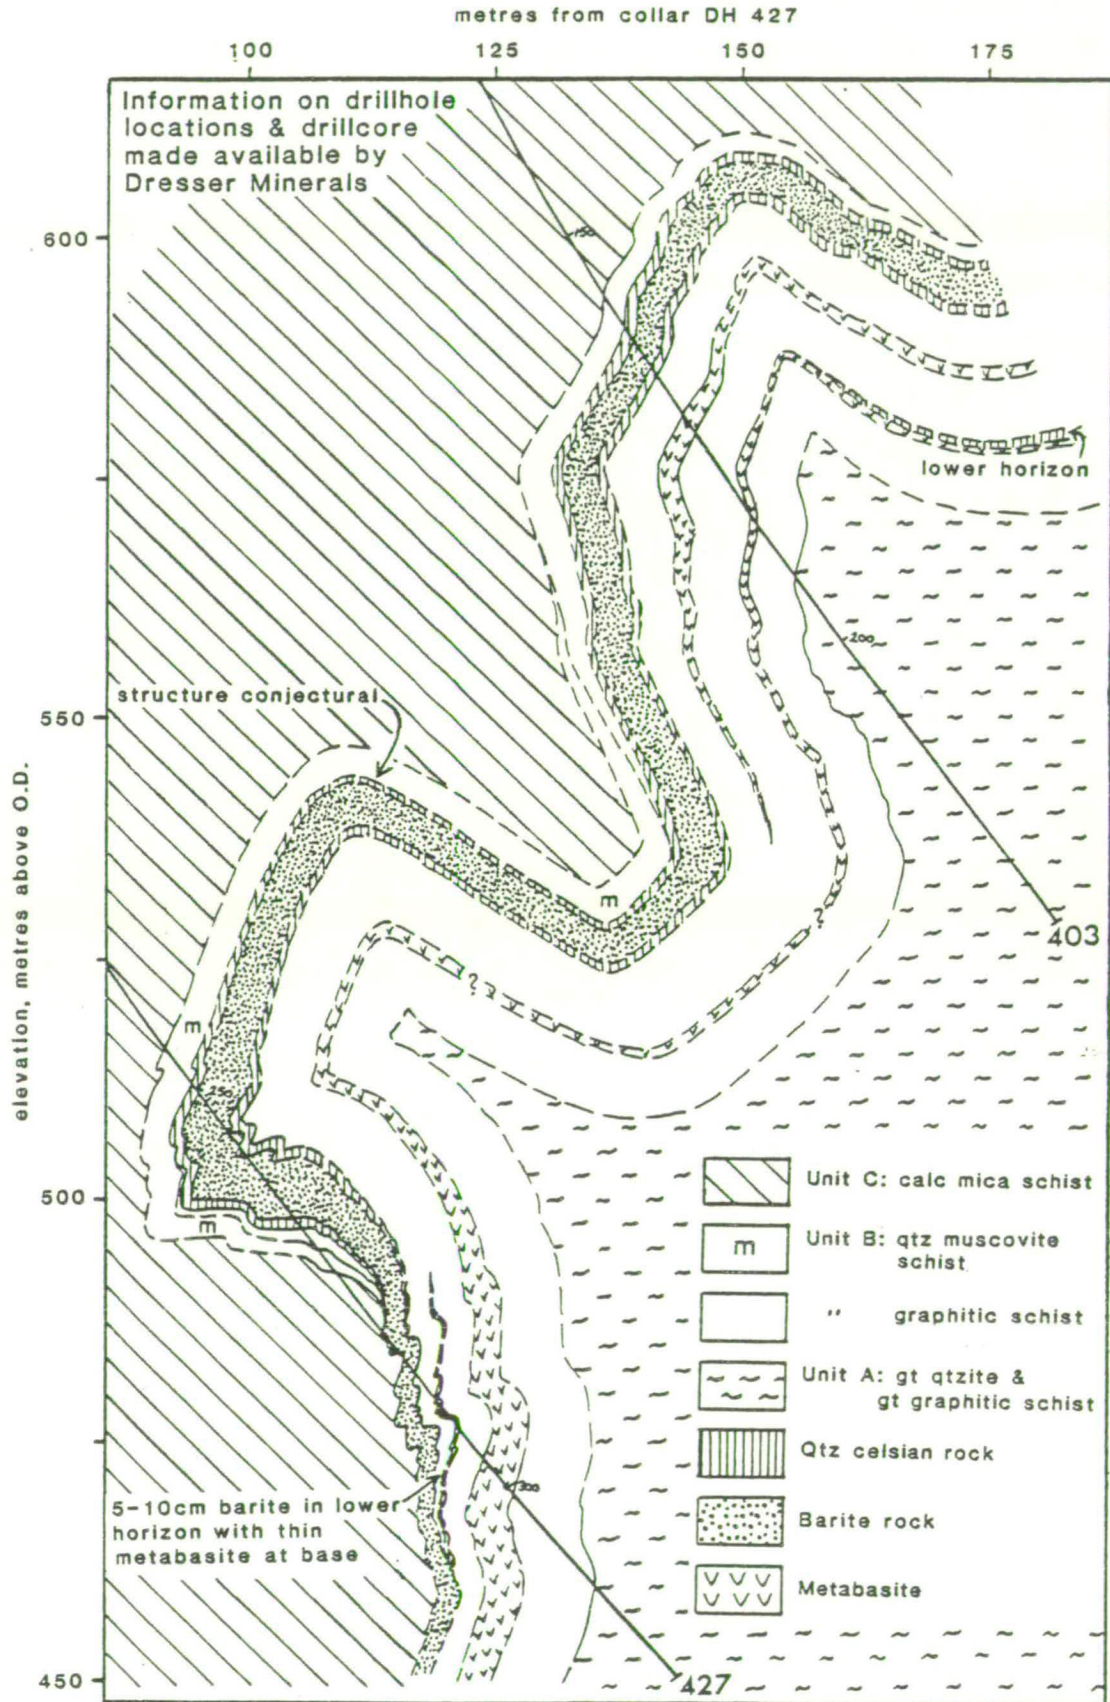 metres from collar DH 427
100 125 150 175
Information on drillhole
locations & drillcore
made available by
Dresser Minerals
600
550
500
450
elevation, metres above O.D.
150
200
403
lower horizon
structure conjectural
m
?
?
m
250
m
300
427
5-10cm barite in lower
horizon with thin
metabasite at base
Unit C: calc mica schist
m
Unit B: qtz muscovite
schist
" graphitic schist
Unit A: gt qtzite &
gt graphitic schist
Qtz celsian rock
Barite rock
Metabasite